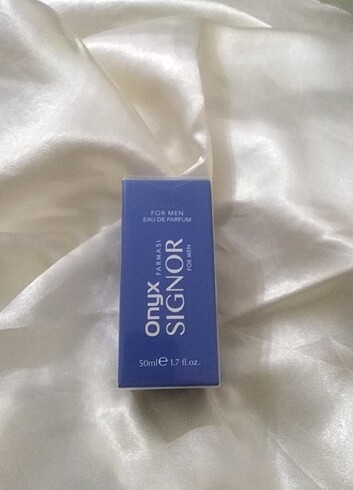 FOR MEN
EAU DE PARFUM
onyx
FARMASI
SIGNOR
FOR MEN
50ml℮ 1.7 fl.oz.